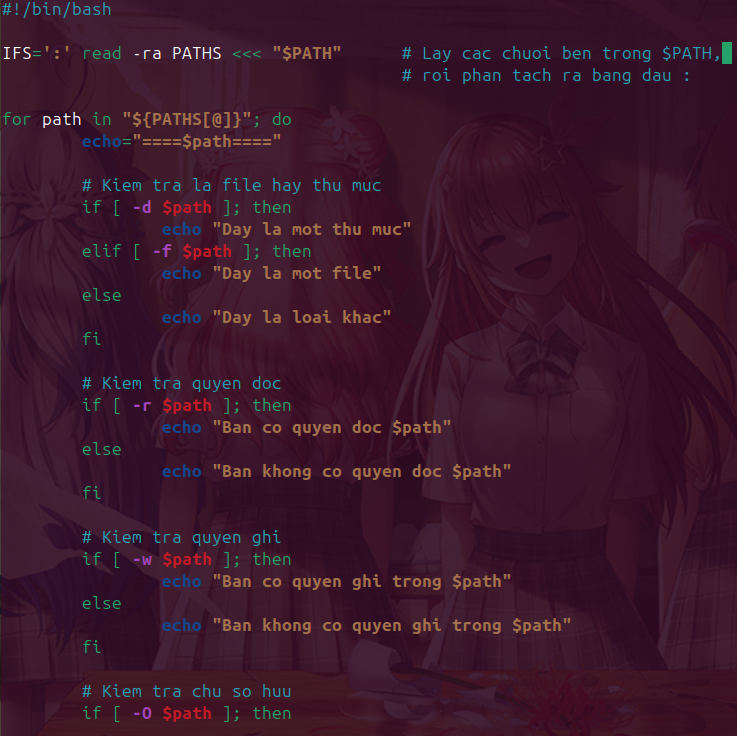 #!/bin/bash
IFS=':' read -ra PATHS <<< "$PATH"      # Lay cac chuoi ben trong $PATH,
                                        # roi phan tach ra bang dau :
for path in "${PATHS[@]}"; do
        echo="====$path===="
        # Kiem tra la file hay thu muc
        if [ -d $path ]; then
                echo "Day la mot thu muc"
        elif [ -f $path ]; then
                echo "Day la mot file"
        else
                echo "Day la loai khac"
        fi
        # Kiem tra quyen doc
        if [ -r $path ]; then
                echo "Ban co quyen doc $path"
        else
                echo "Ban khong co quyen doc $path"
        fi
        # Kiem tra quyen ghi
        if [ -w $path ]; then
                echo "Ban co quyen ghi trong $path"
        else
                echo "Ban khong co quyen ghi trong $path"
        fi
        # Kiem tra chu so huu
        if [ -O $path ]; then